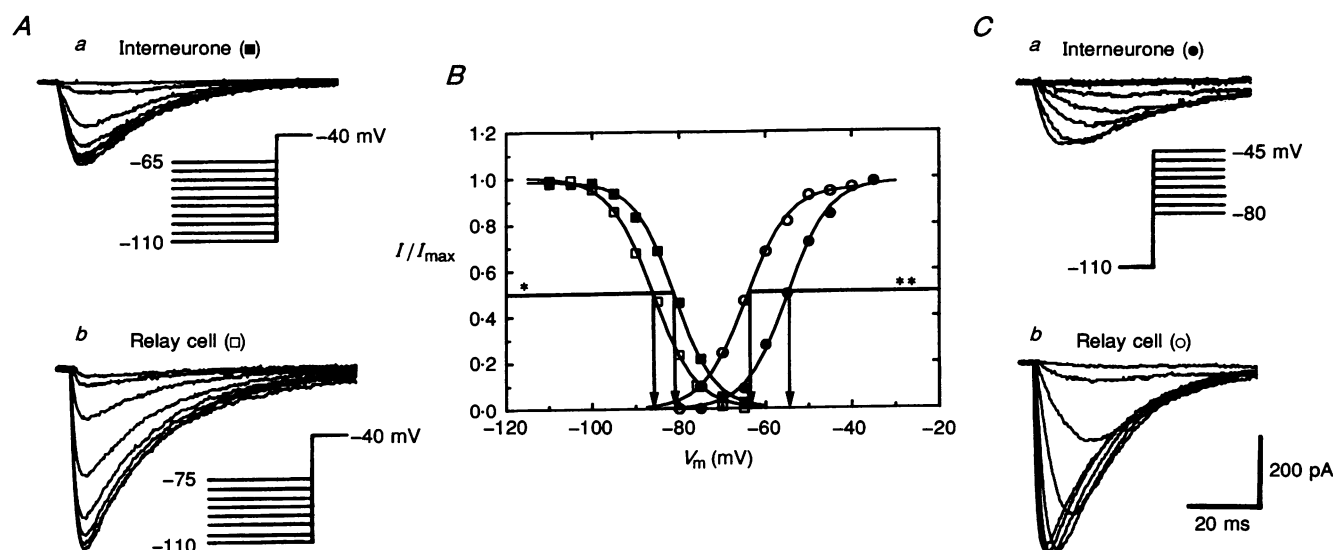 A
a Interneurone (■)
-40 mV
-65
-110
b Relay cell (□)
-40 mV
-75
-110
B
1·2
1·0
0·8
0·6
0·4
0·2
0·0
I/Imax
*
**
-120 -100 -80 -60 -40 -20
Vm (mV)
C
a Interneurone (●)
-45 mV
-80
-110
b Relay cell (○)
200 pA
20 ms